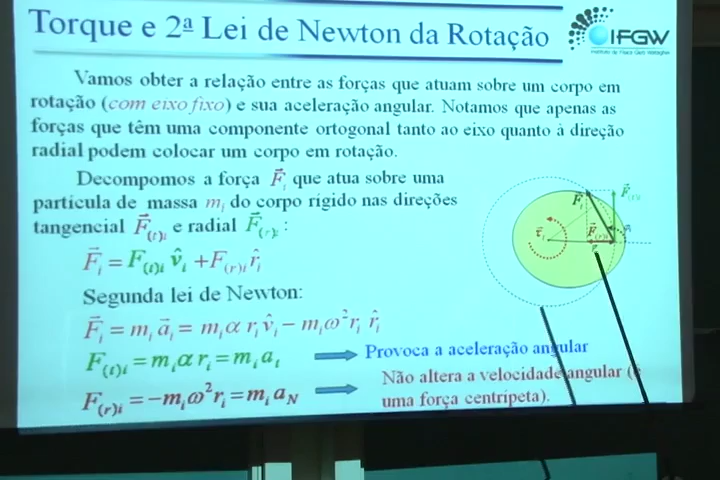 Torque e 2ª Lei de Newton da Rotação
IFGW
Vamos obter a relação entre as forças que atuam sobre um corpo em
rotação (com eixo fixo) e sua aceleração angular. Notamos que apenas as
forças que têm uma componente ortogonal tanto ao eixo quanto à direção
radial podem colocar um corpo em rotação.
Decompomos a força F⃗ᵢ que atua sobre uma
partícula de massa mᵢ do corpo rígido nas direções
tangencial F⃗₍ₜ₎ᵢ e radial F⃗₍ᵣ₎ᵢ :
F⃗ᵢ = F₍ₜ₎ᵢ v̂ᵢ + F₍ᵣ₎ᵢ r̂ᵢ
Segunda lei de Newton:
F⃗ᵢ = mᵢ a⃗ᵢ = mᵢ α rᵢ v̂ᵢ − mᵢ ω² rᵢ r̂ᵢ
F₍ₜ₎ᵢ = mᵢ α rᵢ = mᵢ aₜ
Provoca a aceleração angular
F₍ᵣ₎ᵢ = −mᵢ ω² rᵢ = mᵢ a_N
Não altera a velocidade angular (
uma força centrípeta).
F⃗ᵢ
τ⃗ᵢ